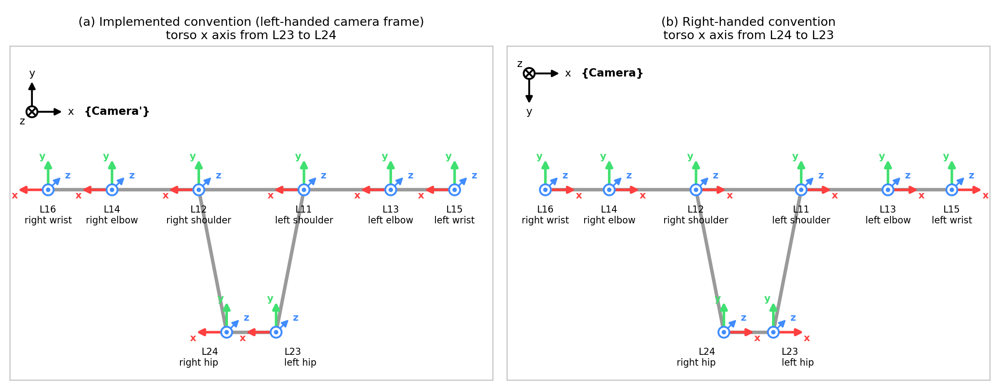 (a) Implemented convention (left-handed camera frame)
torso x axis from L23 to L24
y
x {Camera'}
z
y y y y y y
z z z z z z
x x x x x x
L16 L14 L12 L11 L13 L15
right wrist right elbow right shoulder left shoulder left elbow left wrist
y y
z z
x x
L24 L23
right hip left hip
(b) Right-handed convention
torso x axis from L24 to L23
z
x {Camera}
y
y y y y y y
z z z z z z
x x x x x x
L16 L14 L12 L11 L13 L15
right wrist right elbow right shoulder left shoulder left elbow left wrist
y y
z z
x x
L24 L23
right hip left hip